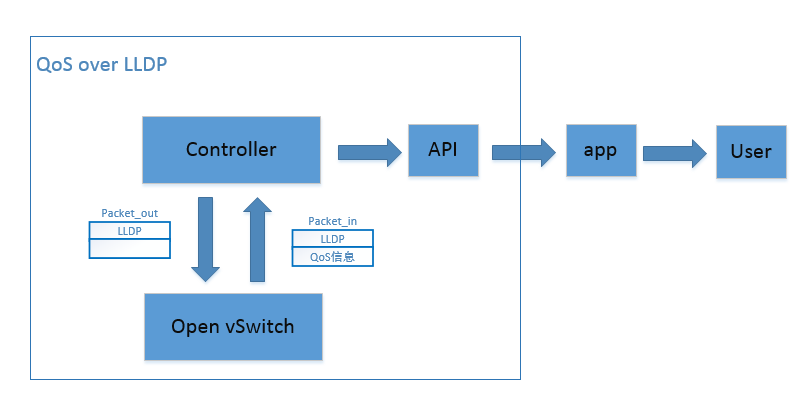 QoS over LLDP
Controller
API
app
User
Packet_out
LLDP
Packet_in
LLDP
QoS信息
Open vSwitch